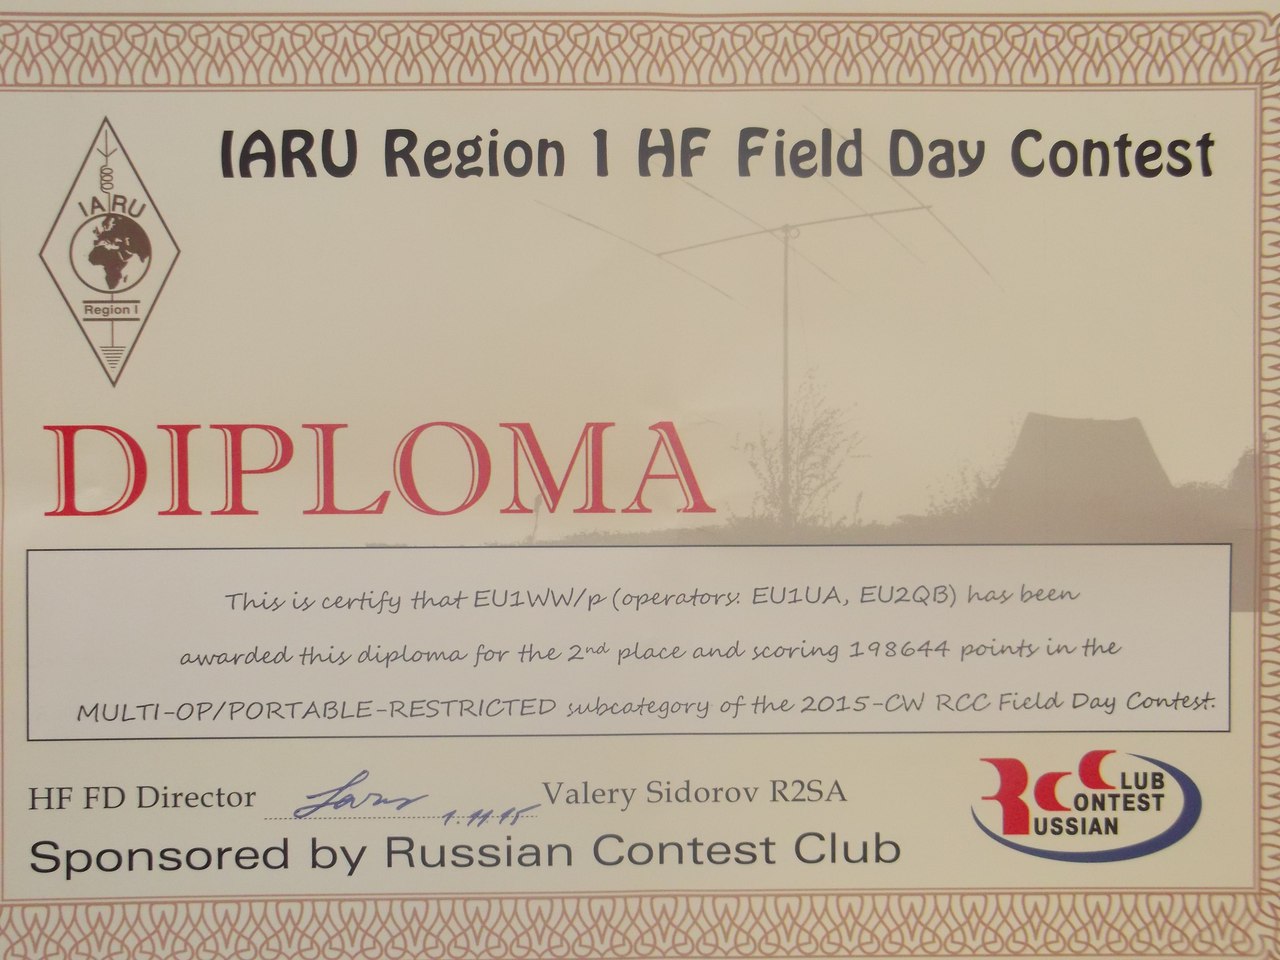 IARU Region 1 HF Field Day Contest
IARU
Region I
DIPLOMA
This is certify that EU1WW/p (operators: EU1UA, EU2QB) has been
awarded this diploma for the 2nd place and scoring 198644 points in the
MULTI-OP/PORTABLE-RESTRICTED subcategory of the 2015-CW RCC Field Day Contest.
HF FD Director 1.11.15 Valery Sidorov R2SA
Sponsored by Russian Contest Club
CLUB
CONTEST
RUSSIAN